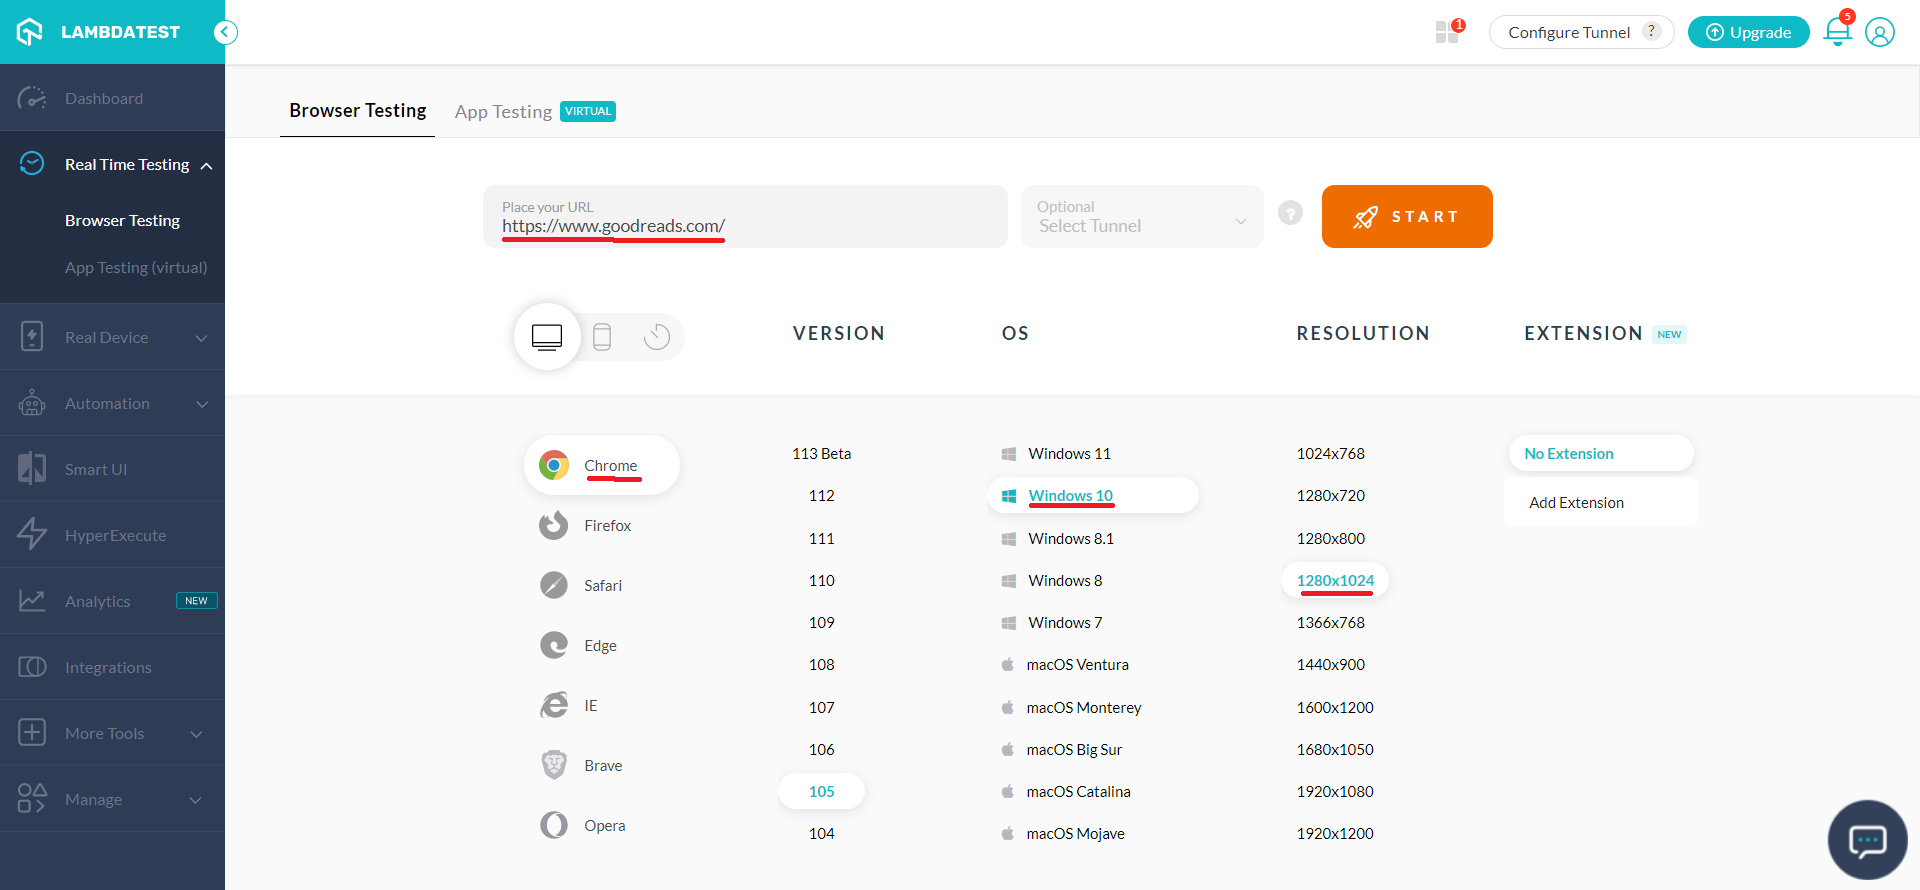 LAMBDATEST
1
Configure Tunnel ?
Upgrade
5
Dashboard
Real Time Testing
Browser Testing
App Testing (virtual)
Real Device
Automation
Smart UI
HyperExecute
Analytics NEW
Integrations
More Tools
Manage
Browser Testing App Testing VIRTUAL
Place your URL
https://www.goodreads.com/
Optional
Select Tunnel
?
START
VERSION OS RESOLUTION EXTENSION NEW
Chrome
Firefox
Safari
Edge
IE
Brave
Opera
113 Beta
112
111
110
109
108
107
106
105
104
Windows 11
Windows 10
Windows 8.1
Windows 8
Windows 7
macOS Ventura
macOS Monterey
macOS Big Sur
macOS Catalina
macOS Mojave
1024x768
1280x720
1280x800
1280x1024
1366x768
1440x900
1600x1200
1680x1050
1920x1080
1920x1200
No Extension
Add Extension